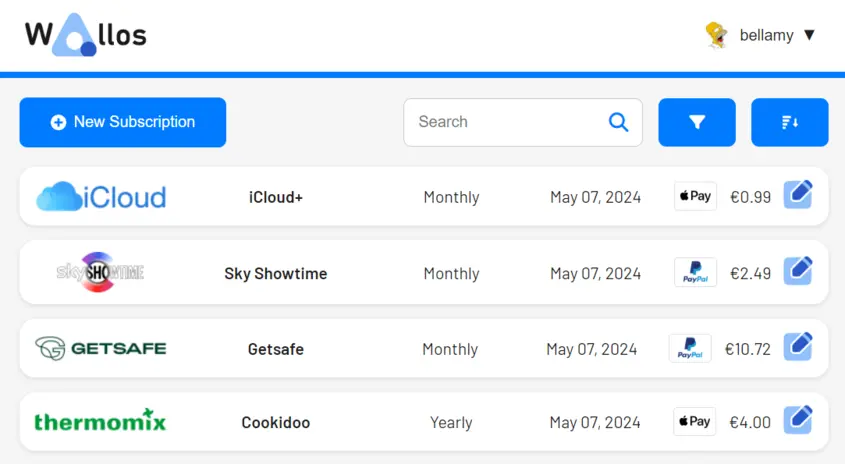 Wallos
bellamy ▼
New Subscription
Search
iCloud iCloud+ Monthly May 07, 2024 Pay €0.99
sky SHOWTIME Sky Showtime Monthly May 07, 2024 PayPal €2.49
GETSAFE Getsafe Monthly May 07, 2024 PayPal €10.72
thermomix Cookidoo Yearly May 07, 2024 Pay €4.00